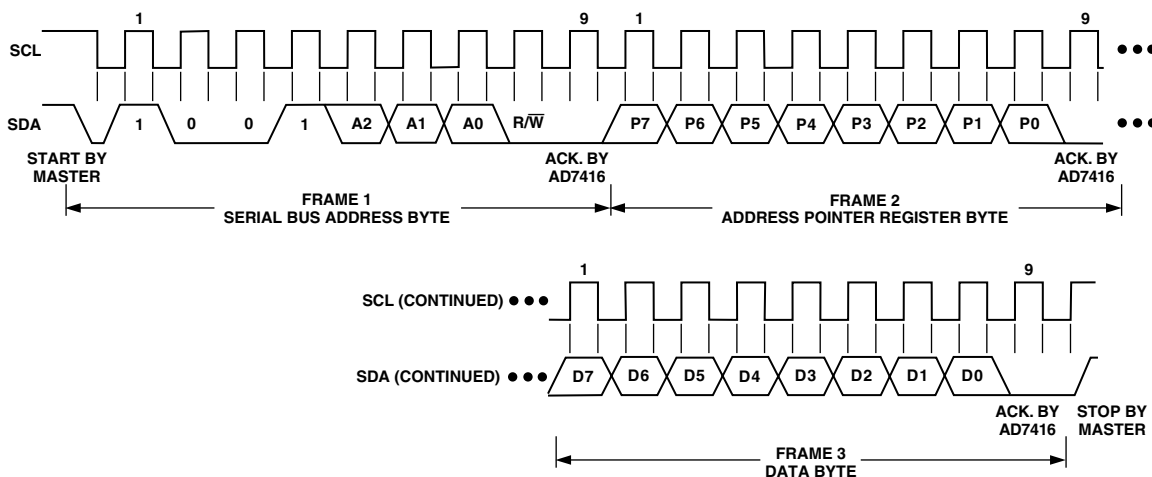 1 9 1 9
SCL
SDA 1 0 0 1 A2 A1 A0 R/W̅ P7 P6 P5 P4 P3 P2 P1 P0
START BY
MASTER
ACK. BY
AD7416
ACK. BY
AD7416
FRAME 1
SERIAL BUS ADDRESS BYTE
FRAME 2
ADDRESS POINTER REGISTER BYTE
1 9
SCL (CONTINUED)
SDA (CONTINUED) D7 D6 D5 D4 D3 D2 D1 D0
ACK. BY
AD7416
STOP BY
MASTER
FRAME 3
DATA BYTE